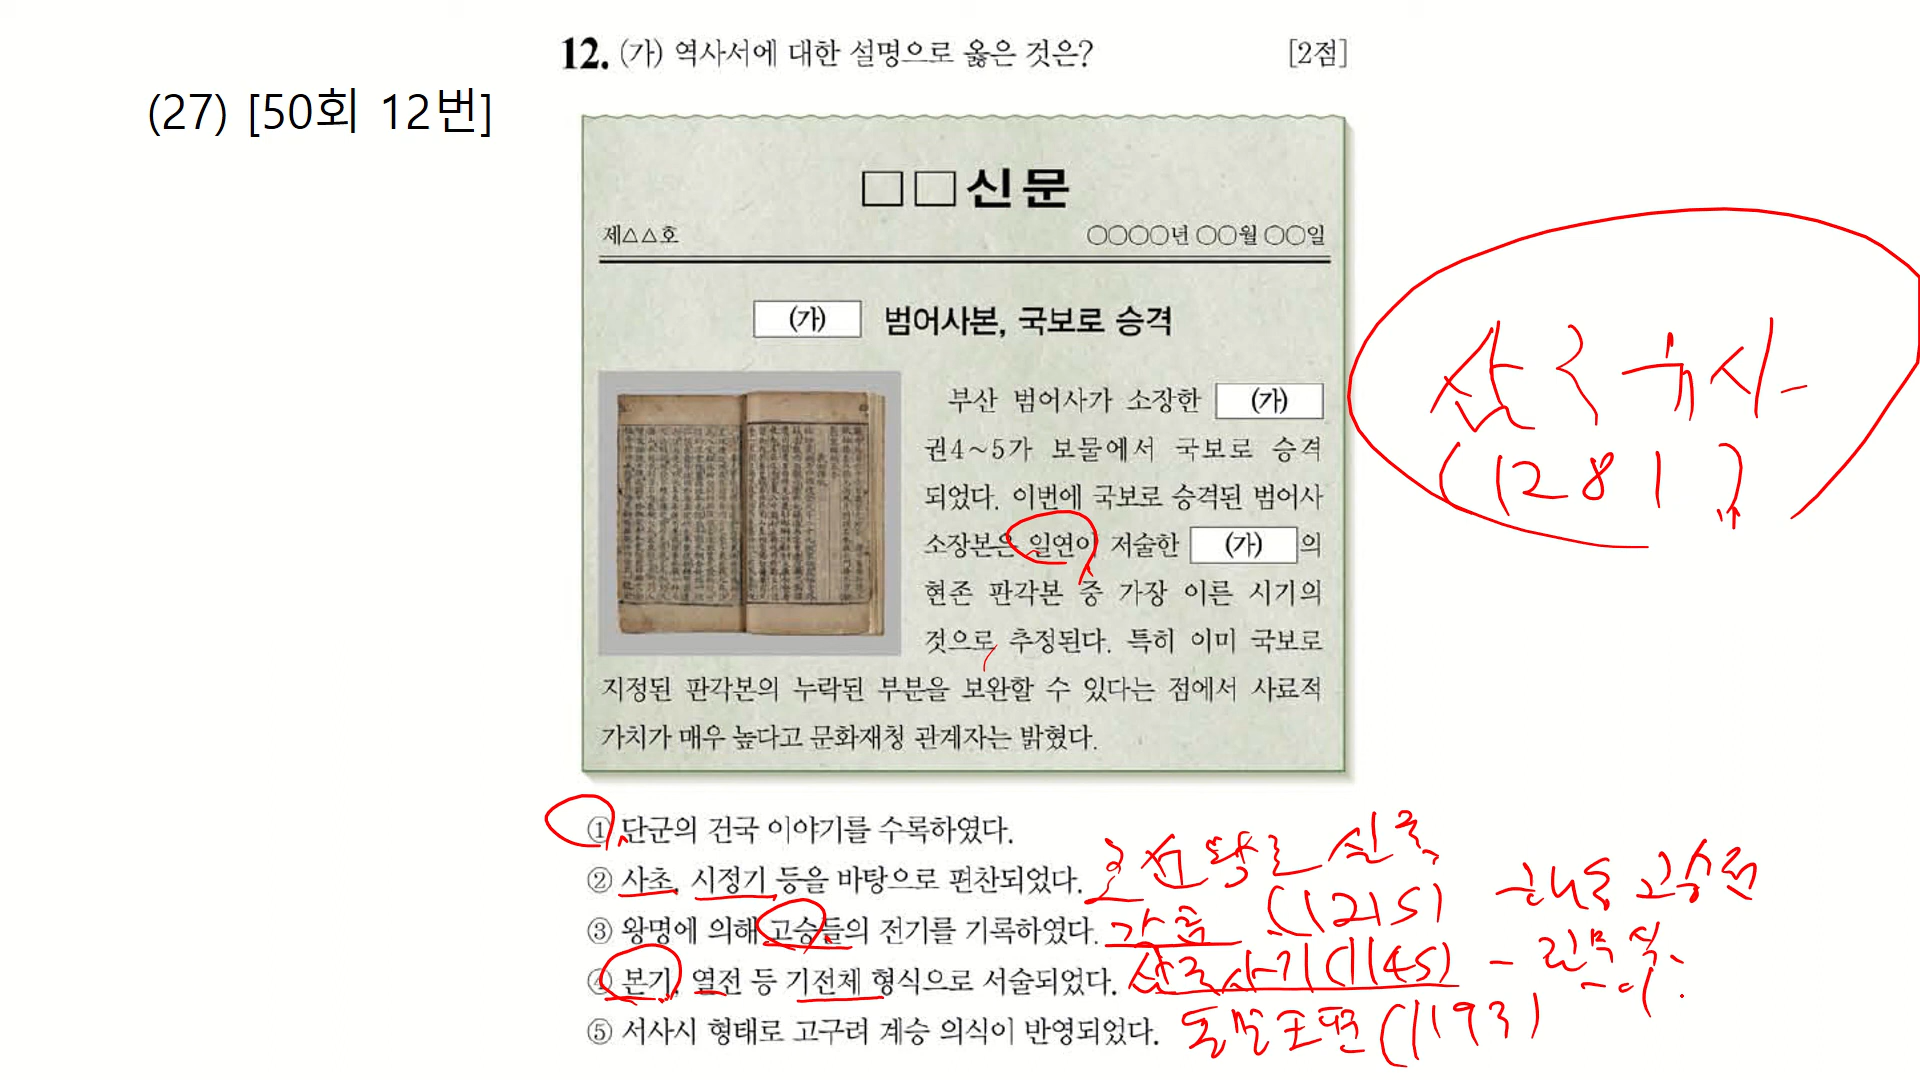 (27) [50회 12번]
12. (가) 역사서에 대한 설명으로 옳은 것은? [2점]
□□신문
제△△호 ○○○○년 ○○월 ○○일
(가) 범어사본, 국보로 승격
부산 범어사가 소장한 (가)
권4~5가 보물에서 국보로 승격
되었다. 이번에 국보로 승격된 범어사
소장본은 일연이 저술한 (가) 의
현존 판각본 중 가장 이른 시기의
것으로 추정된다. 특히 이미 국보로
지정된 판각본의 누락된 부분을 보완할 수 있다는 점에서 사료적
가치가 매우 높다고 문화재청 관계자는 밝혔다.
삼국유사
(1281)
① 단군의 건국 이야기를 수록하였다.
② 사초, 시정기 등을 바탕으로 편찬되었다. 조선왕조실록
③ 왕명에 의해 고승들의 전기를 기록하였다. 각훈 (1215) - 해동고승전
④ 본기, 열전 등 기전체 형식으로 서술되었다. 삼국사기(1145) - 김부식
⑤ 서사시 형태로 고구려 계승 의식이 반영되었다. 동명왕편(1193) - 이